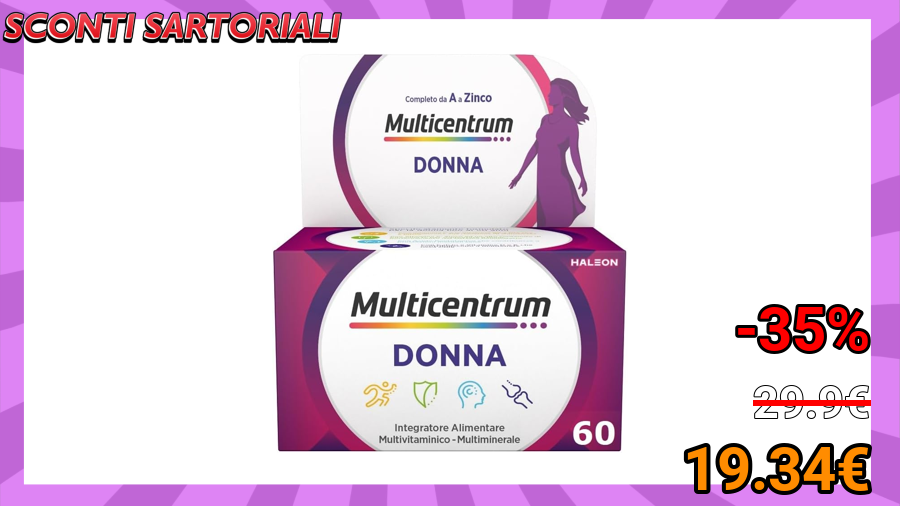 SCONTI SARTORIALI
Completo da A a Zinco
Multicentrum
DONNA
HALEON
Multicentrum
DONNA
Integratore Alimentare
Multivitaminico - Multiminerale
60
-35%
29.9€
19.34€